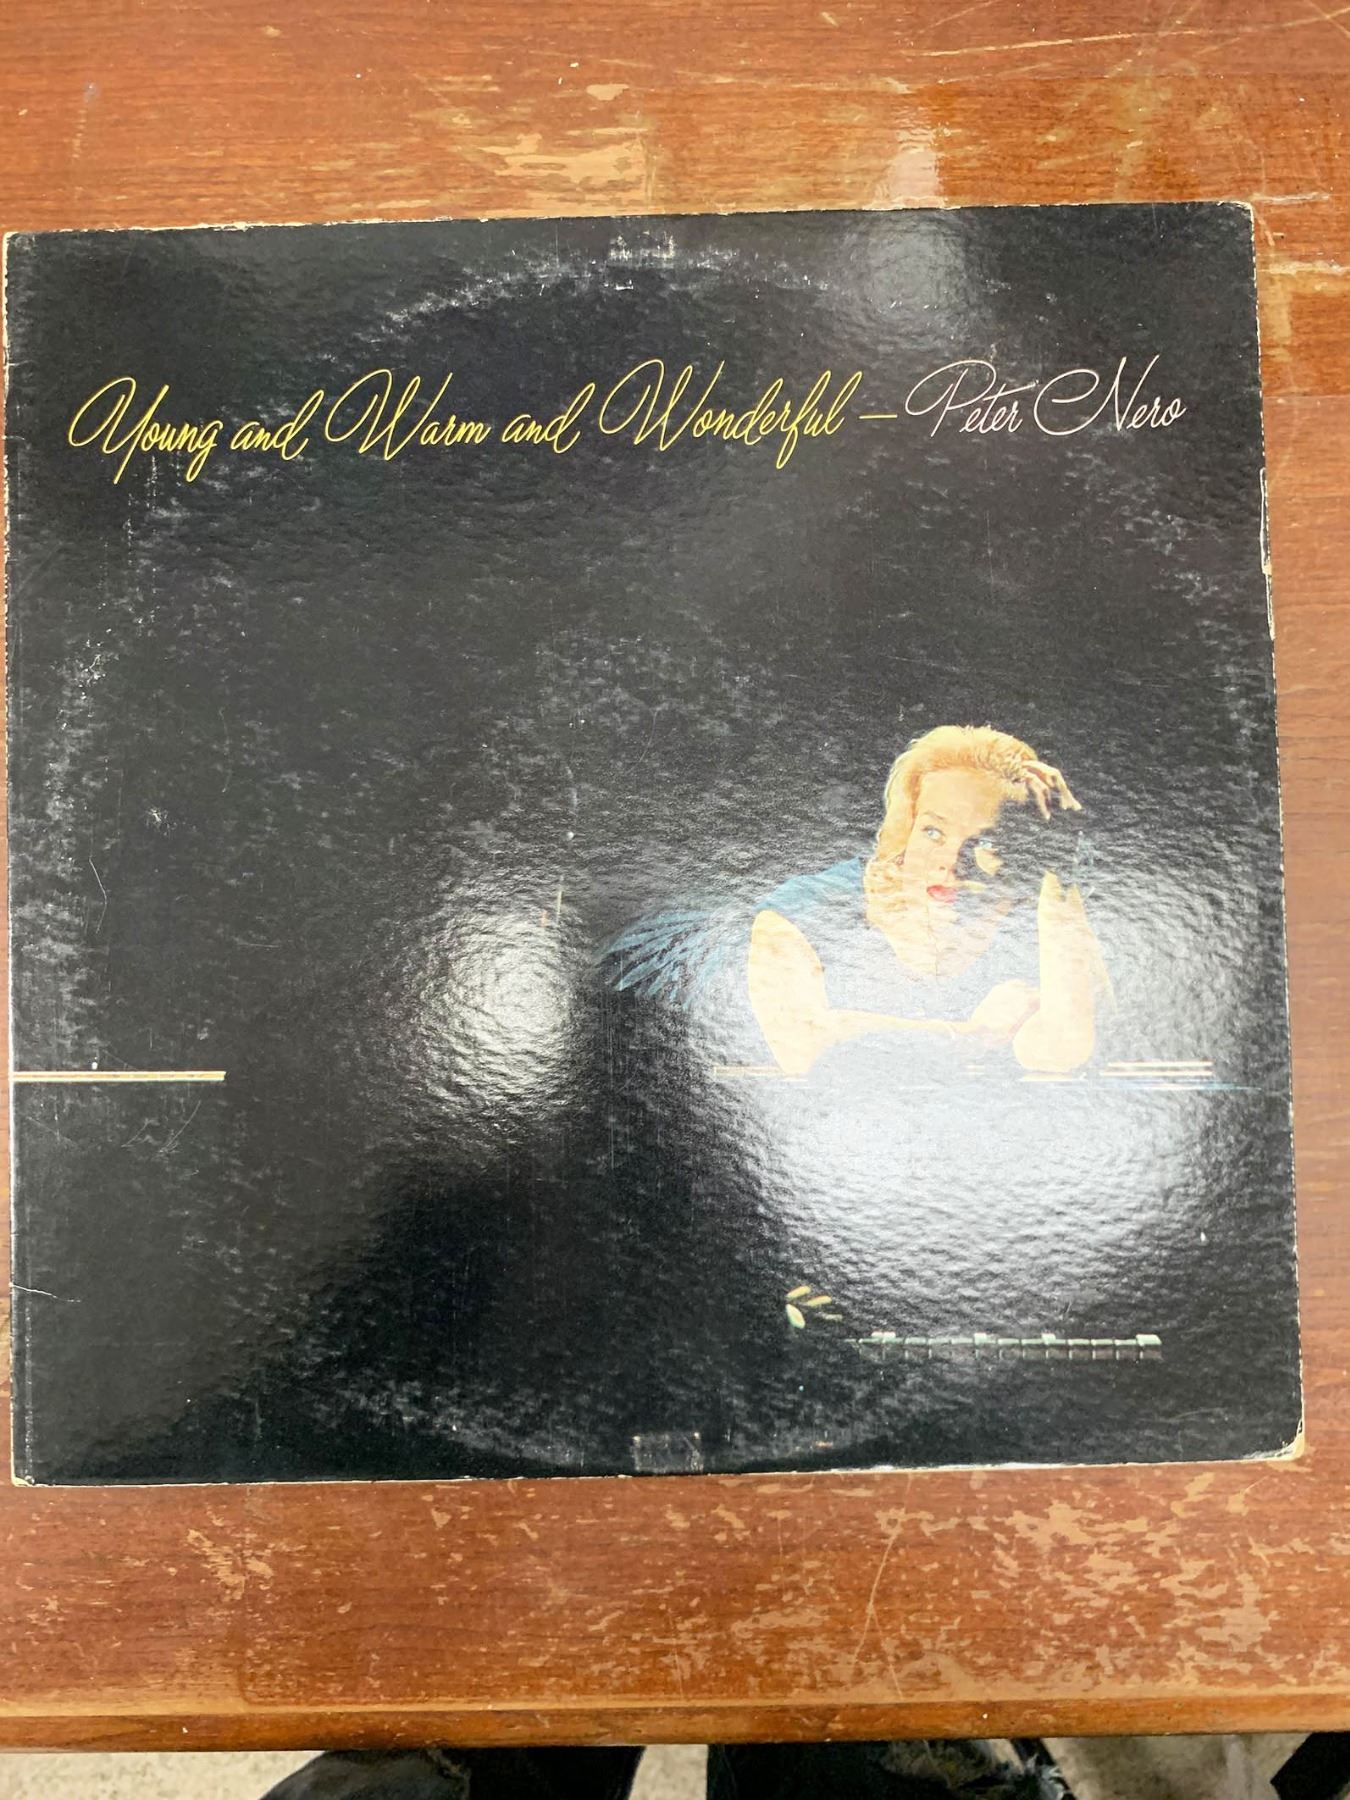 Young and Warm and Wonderful — Peter Nero